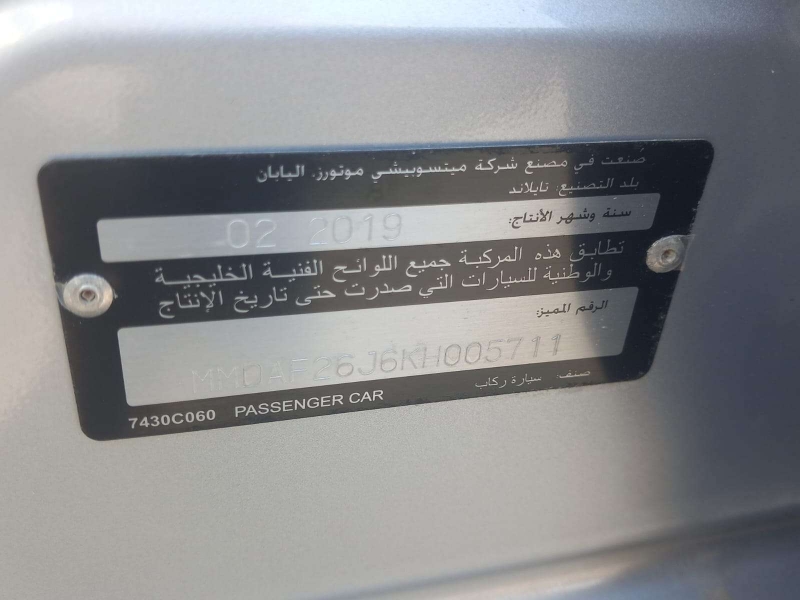 صنعت في مصنع شركة ميتسوبيشي موتورز. اليابان
بلد التصنيع: تايلاند
سنة وشهر الأنتاج:
02 2019
تطابق هذه المركبة جميع اللوائح الفنية الخليجية
والوطنية للسيارات التي صدرت حتى تاريخ الإنتاج
الرقم المميز:
MM0AF26J6KH005711
صنف: سيارة ركاب
7430C060 PASSENGER CAR